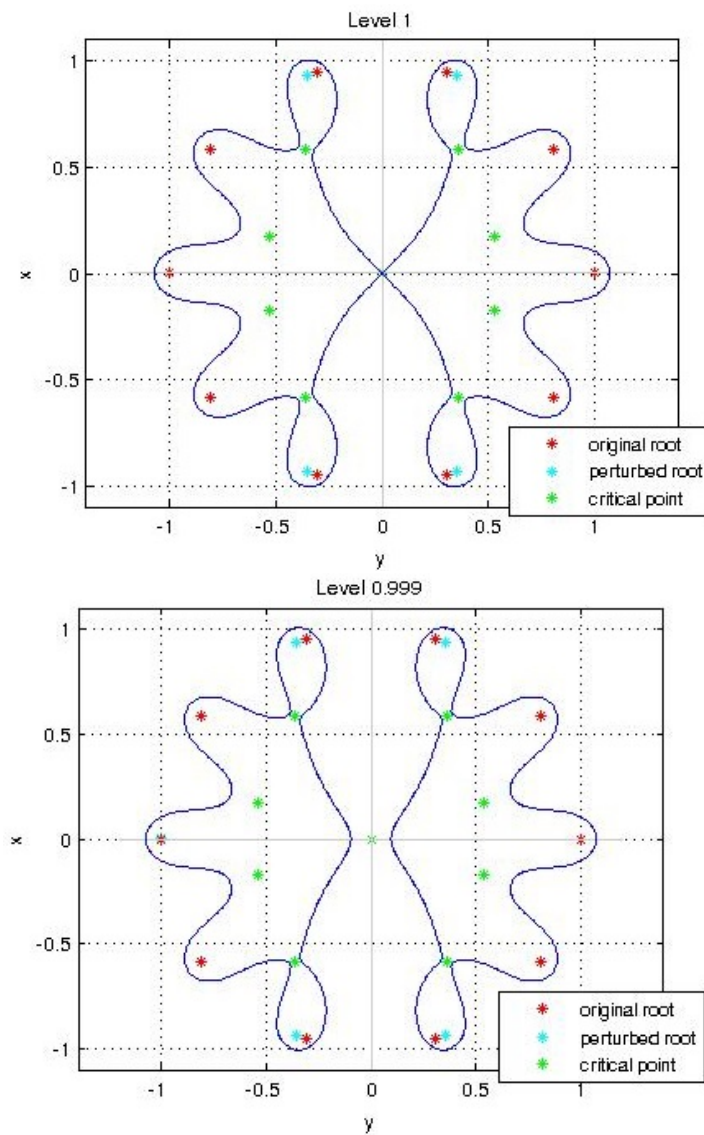 Level 1
1
0.5
0
-0.5
-1
x
-1
-0.5
0
0.5
1
y
original root
perturbed root
critical point
Level 0.999
1
0.5
0
-0.5
-1
x
-1
-0.5
0
0.5
1
y
original root
perturbed root
critical point